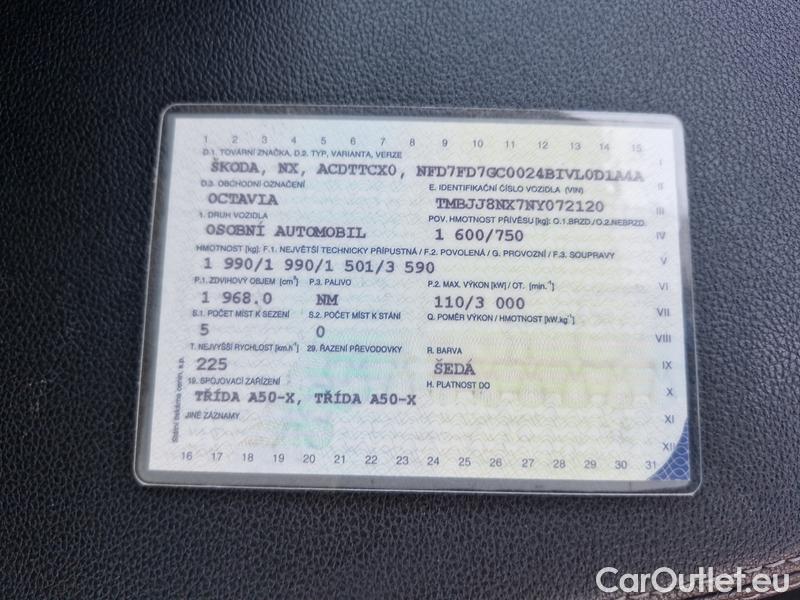 1 2 3 4 5 6 7 8 9 10 11 12 13 14 15
D.1. TOVÁRNÍ ZNAČKA, D.2. TYP, VARIANTA, VERZE I
ŠKODA, NX, ACDTTCX0, NFD7FD7GC0024BIVL0D1A4A
D.3. OBCHODNÍ OZNAČENÍ E. IDENTIFIKAČNÍ ČÍSLO VOZIDLA (VIN) II
OCTAVIA TMBJJ8NX7NY072120
1. DRUH VOZIDLA POV. HMOTNOST PŘÍVĚSU [kg]: O.1.BRZD./O.2.NEBRZD. III
OSOBNÍ AUTOMOBIL 1 600/750 IV
HMOTNOST [kg]: F.1. NEJVĚTŠÍ TECHNICKY PŘÍPUSTNÁ / F.2. POVOLENÁ / G. PROVOZNÍ / F.3. SOUPRAVY
1 990/1 990/1 501/3 590 V
P.1. ZDVIHOVÝ OBJEM [cm³] P.3. PALIVO P.2. MAX. VÝKON [kW] / OT. [min.⁻¹] VI
1 968.0 NM 110/3 000
S.1. POČET MÍST K SEZENÍ S.2. POČET MÍST K STÁNÍ Q. POMĚR VÝKON / HMOTNOST [kW.kg⁻¹] VII
5 0
T. NEJVYŠŠÍ RYCHLOST [km.h⁻¹] 29. ŘAZENÍ PŘEVODOVKY R. BARVA VIII
225 ŠEDÁ IX
19. SPOJOVACÍ ZAŘÍZENÍ H. PLATNOST DO
TŘÍDA A50-X, TŘÍDA A50-X X
JINÉ ZÁZNAMY XI
XII
16 17 18 19 20 21 22 23 24 25 26 27 28 29 30 31
Státní tiskárna cenin, s.p.
CarOutlet.eu